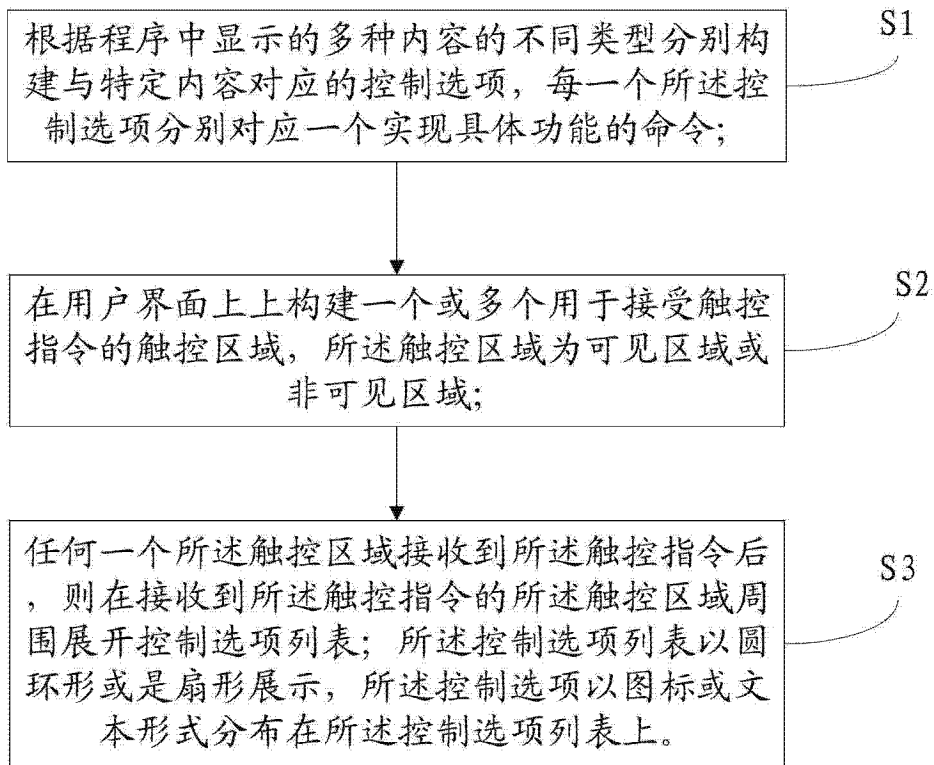 根据程序中显示的多种内容的不同类型分别构
建与特定内容对应的控制选项，每一个所述控
制选项分别对应一个实现具体功能的命令；
S1
在用户界面上上构建一个或多个用于接受触控
指令的触控区域，所述触控区域为可见区域或
非可见区域；
S2
任何一个所述触控区域接收到所述触控指令后
，则在接收到所述触控指令的所述触控区域周
围展开控制选项列表；所述控制选项列表以圆
环形或是扇形展示，所述控制选项以图标或文
本形式分布在所述控制选项列表上。
S3